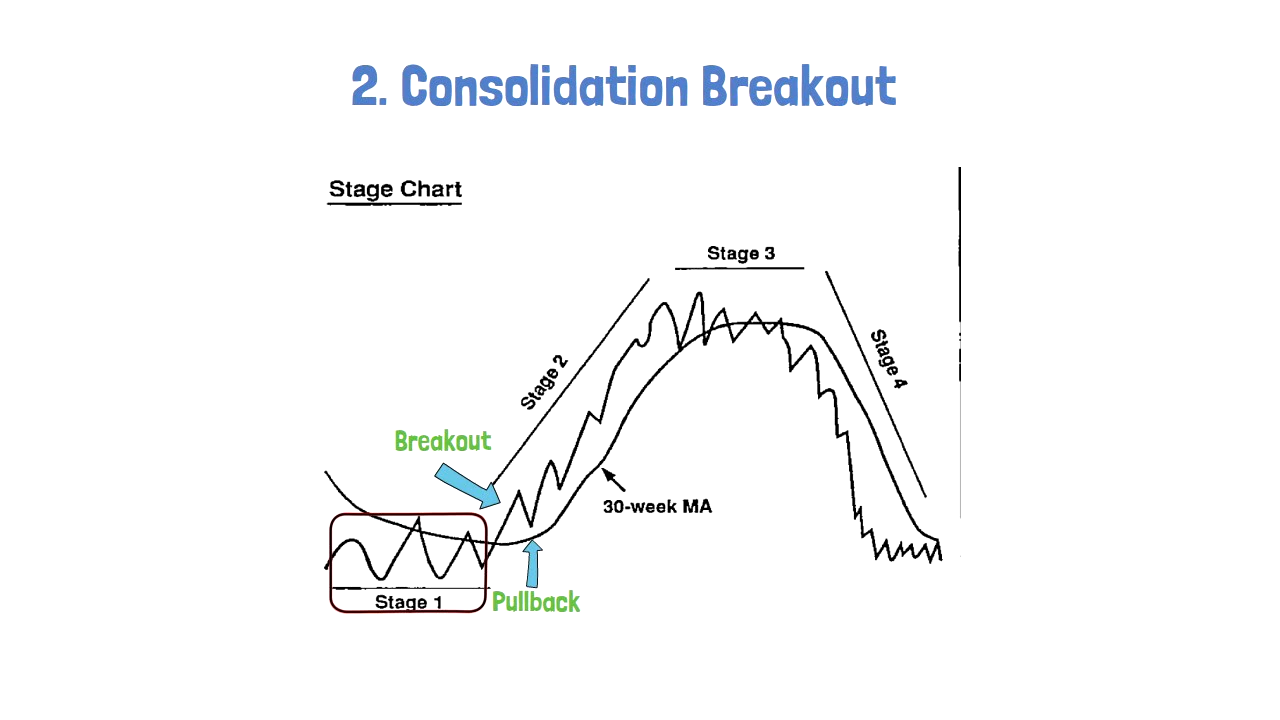 2. Consolidation Breakout
Stage Chart
Stage 3
Stage 2
Stage 4
Breakout
30-week MA
Stage 1
Pullback